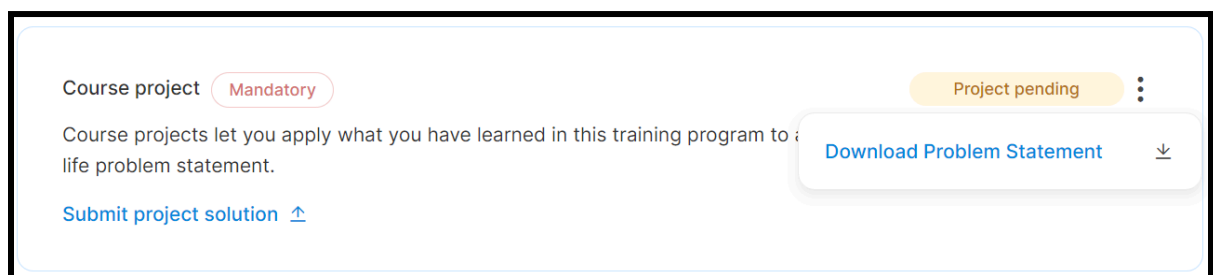 Course project
Mandatory
Project pending
Course projects let you apply what you have learned in this training program to
life problem statement.
Download Problem Statement
Submit project solution